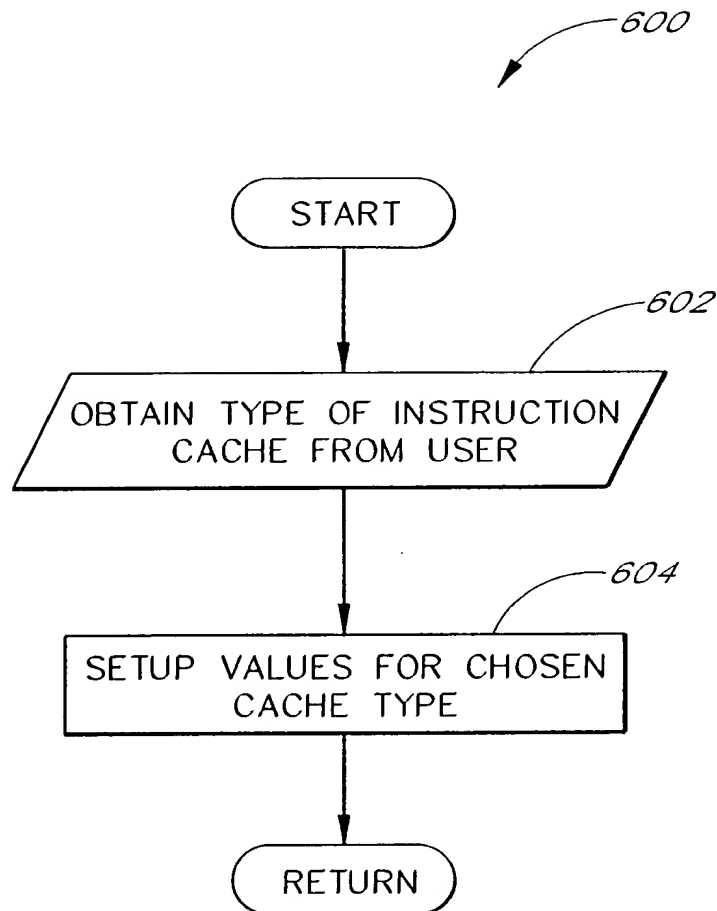 600
START
602
OBTAIN TYPE OF INSTRUCTION
CACHE FROM USER
604
SETUP VALUES FOR CHOSEN
CACHE TYPE
RETURN